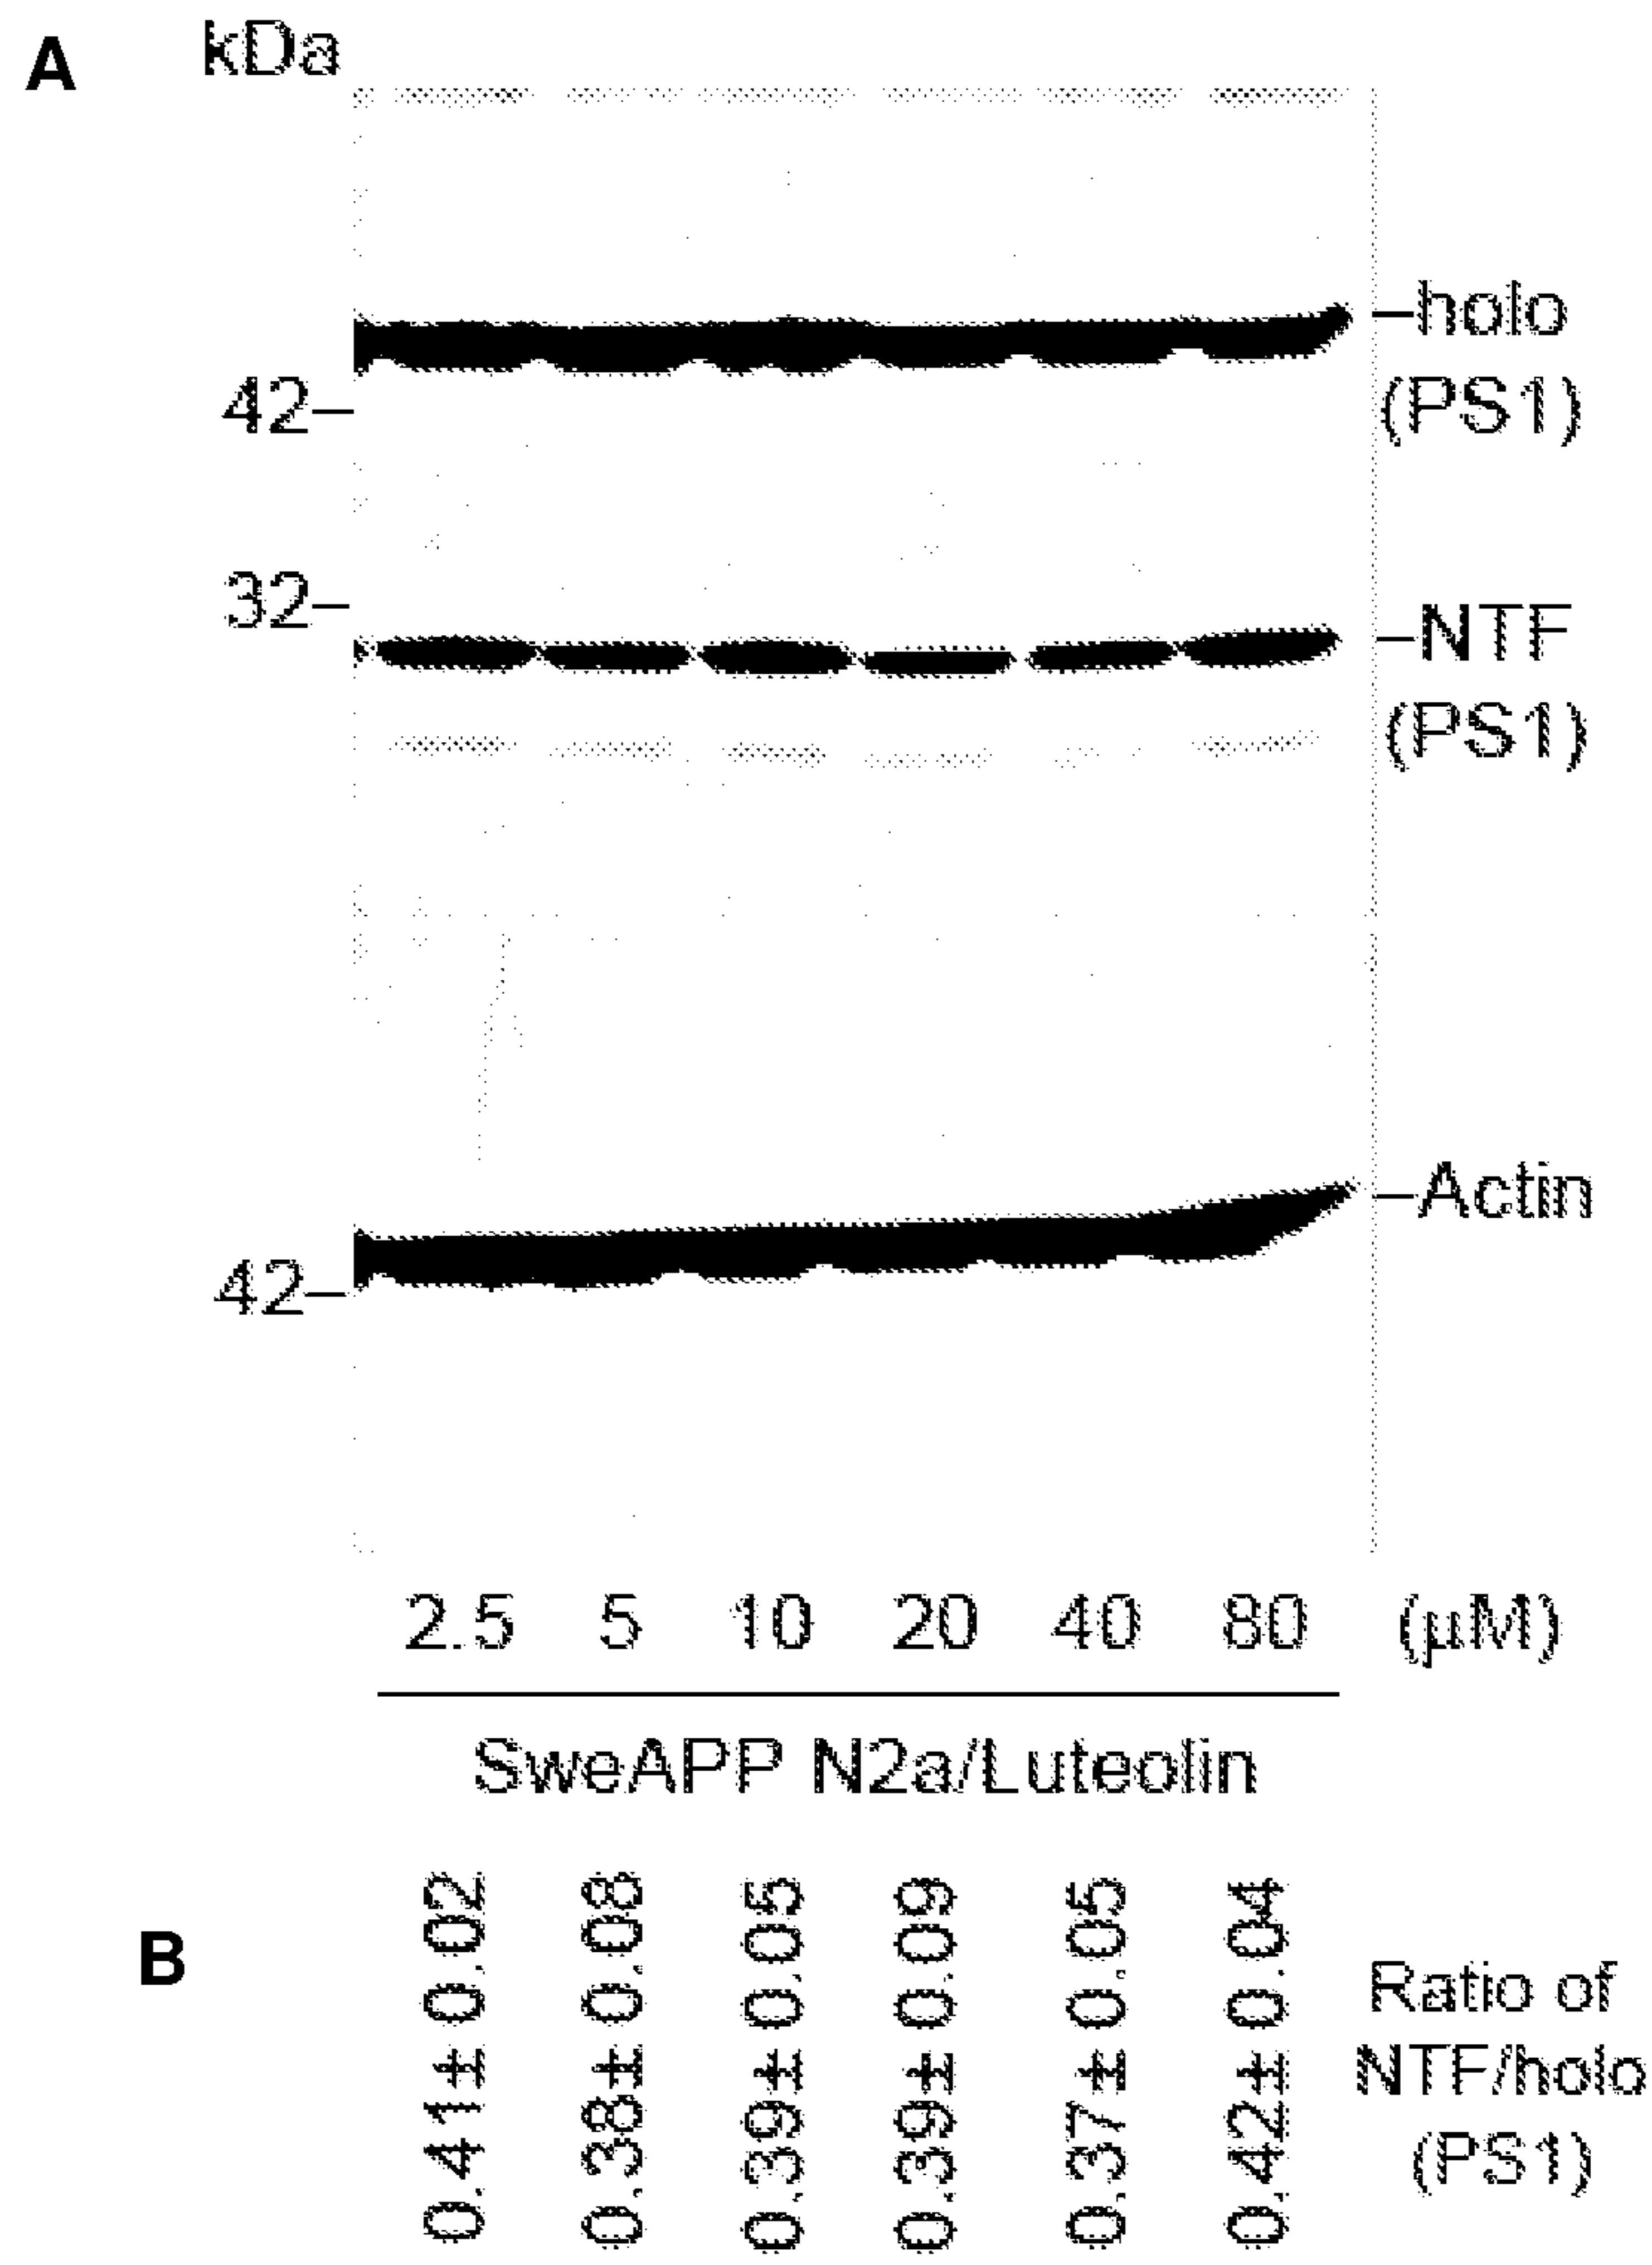 A
kDa
holo
(PS1)
42
32
NTF
(PS1)
Actin
42
2.5 5 10 20 40 80 (µM)
SweAPP N2a/Luteolin
B
0.41± 0.02
0.38± 0.08
0.39± 0.05
0.39± 0.09
0.37± 0.05
0.42± 0.04
Ratio of
NTF/holo
(PS1)